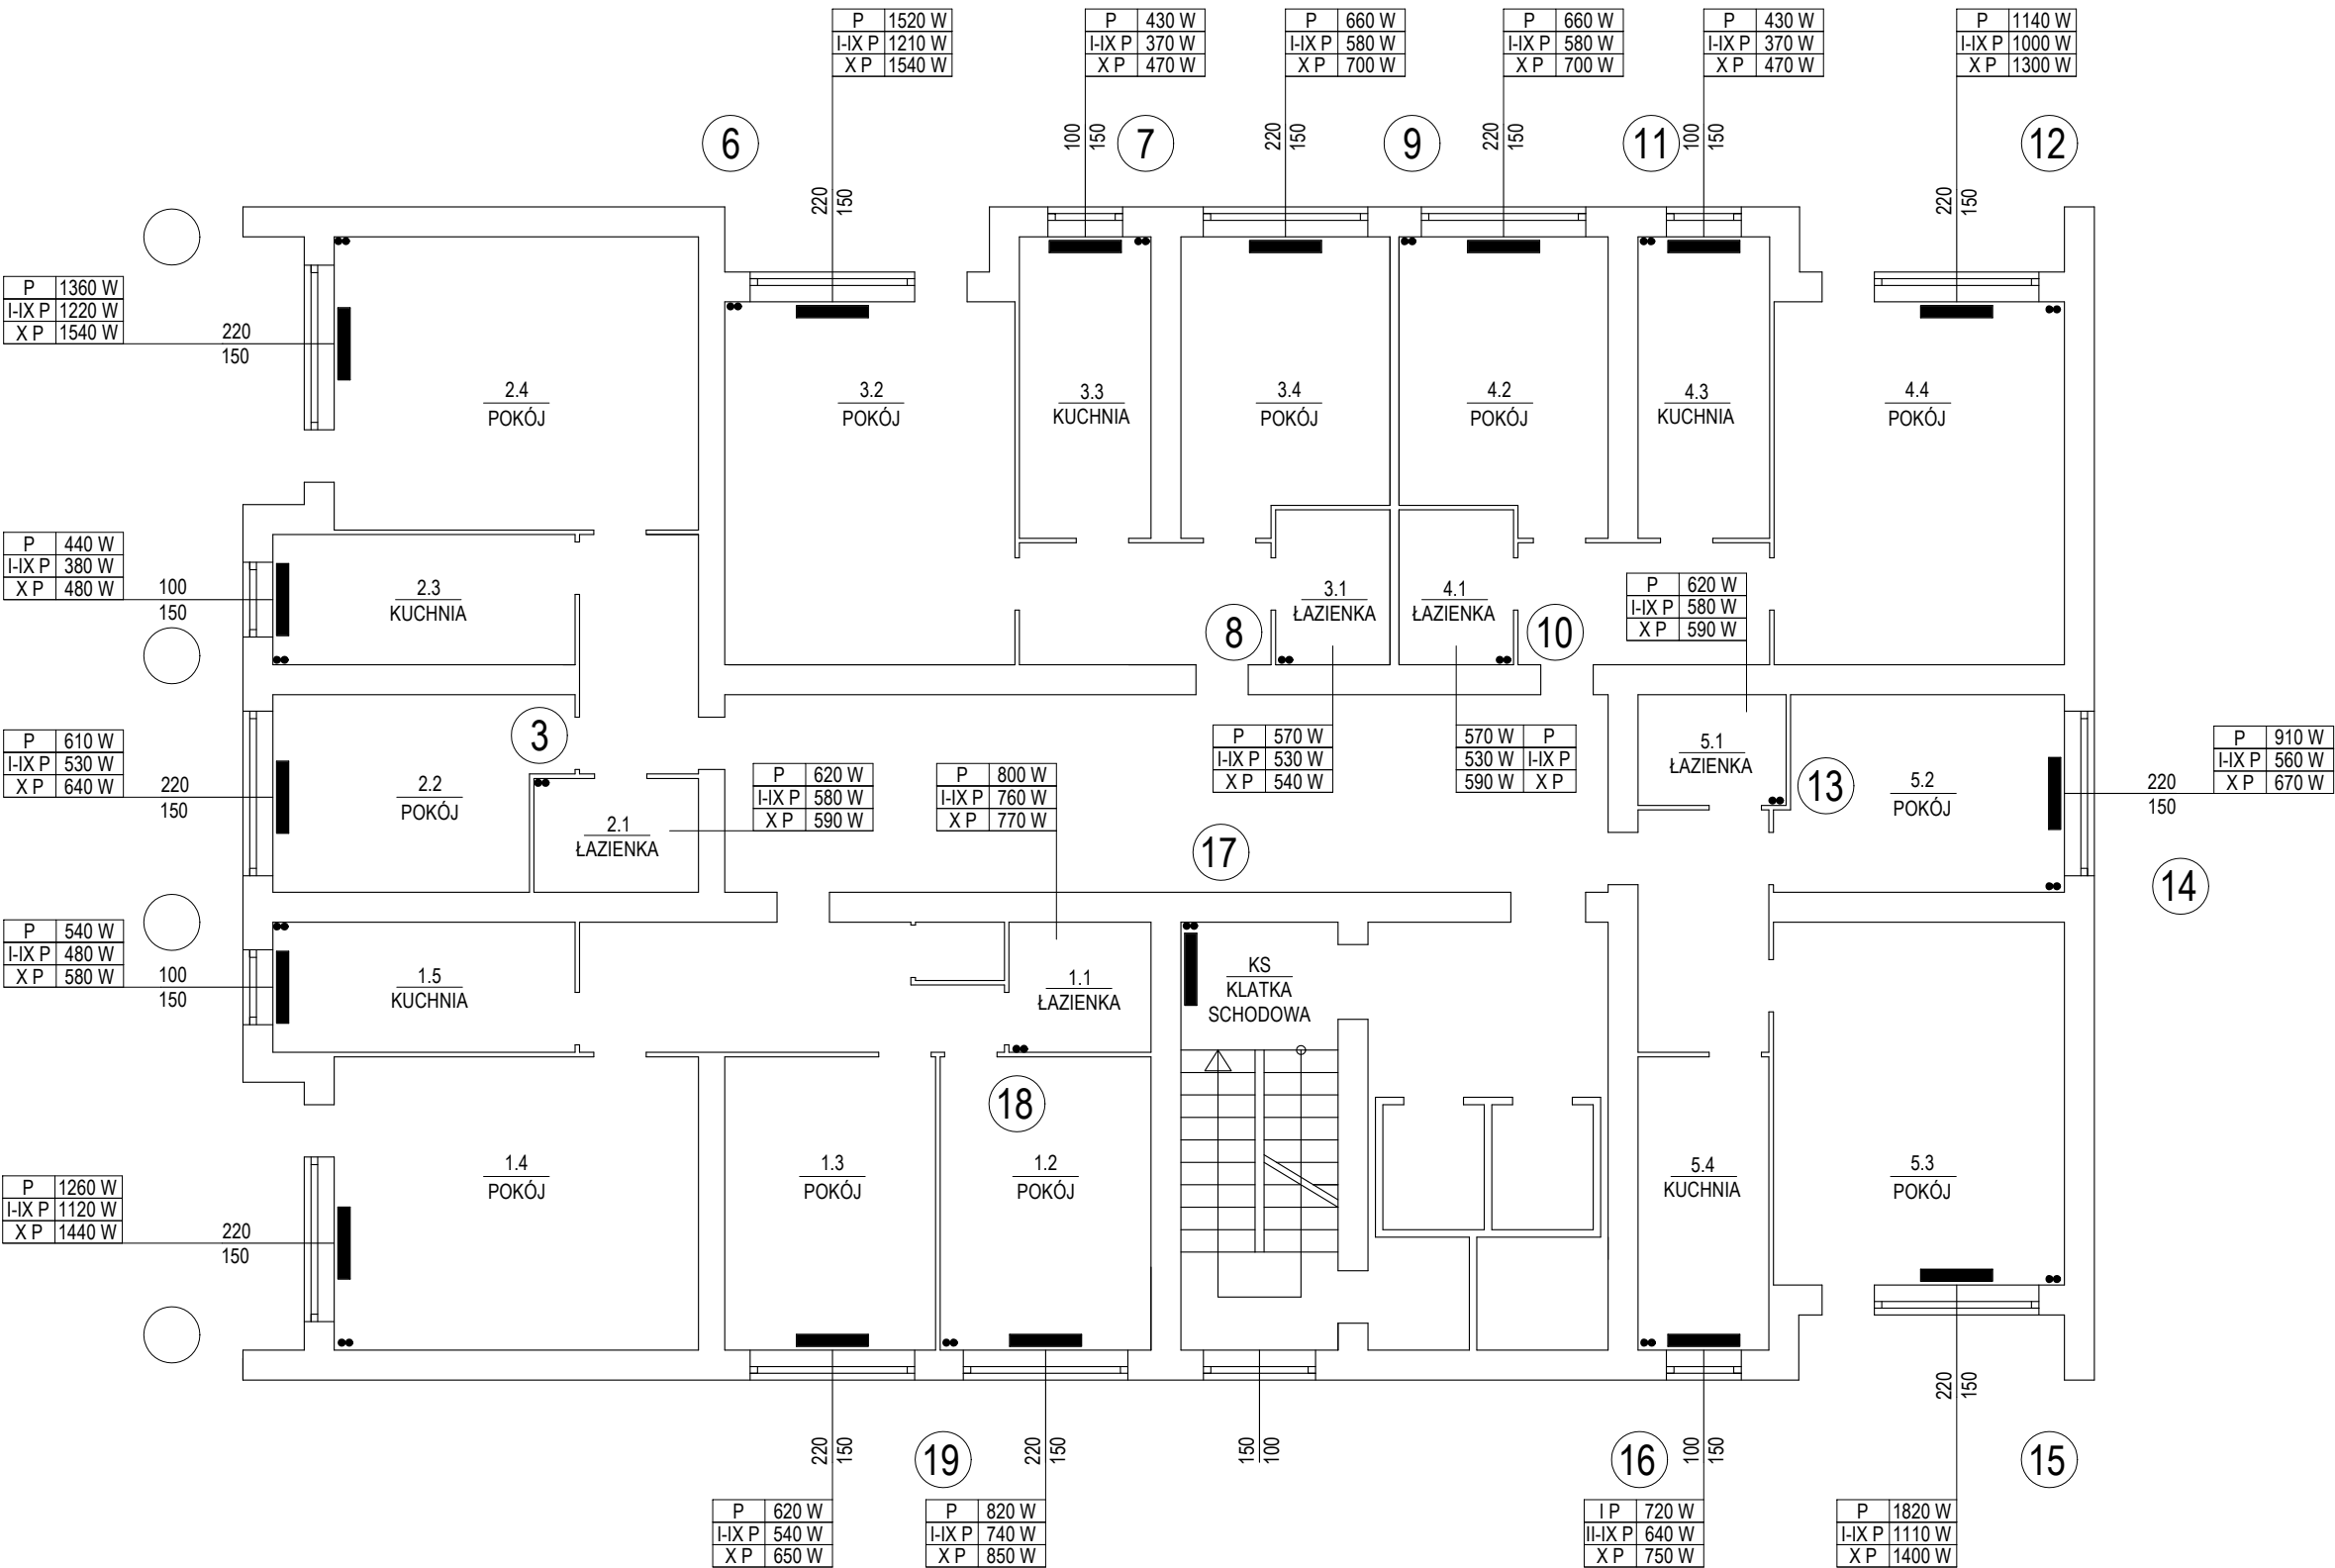 P 1520 W
I-IX P 1210 W
X P 1540 W
P 430 W
I-IX P 370 W
X P 470 W
P 660 W
I-IX P 580 W
X P 700 W
P 660 W
I-IX P 580 W
X P 700 W
P 430 W
I-IX P 370 W
X P 470 W
P 1140 W
I-IX P 1000 W
X P 1300 W
6
220
150
100
150
7
220
150
9
220
150
11
100
150
12
220
150
P 1360 W
I-IX P 1220 W
X P 1540 W
220
150
2.4
POKÓJ
3.2
POKÓJ
3.3
KUCHNIA
3.4
POKÓJ
4.2
POKÓJ
4.3
KUCHNIA
4.4
POKÓJ
P 440 W
I-IX P 380 W
X P 480 W
100
150
2.3
KUCHNIA
8
3.1
ŁAZIENKA
4.1
ŁAZIENKA
10
P 620 W
I-IX P 580 W
X P 590 W
P 610 W
I-IX P 530 W
X P 640 W
220
150
2.2
POKÓJ
3
2.1
ŁAZIENKA
P 620 W
I-IX P 580 W
X P 590 W
P 800 W
I-IX P 760 W
X P 770 W
P 570 W
I-IX P 530 W
X P 540 W
570 W P
530 W I-IX P
590 W X P
5.1
ŁAZIENKA
13
5.2
POKÓJ
220
150
P 910 W
I-IX P 560 W
X P 670 W
17
14
P 540 W
I-IX P 480 W
X P 580 W
100
150
1.5
KUCHNIA
1.1
ŁAZIENKA
KS
KLATKA
SCHODOWA
18
P 1260 W
I-IX P 1120 W
X P 1440 W
220
150
1.4
POKÓJ
1.3
POKÓJ
1.2
POKÓJ
5.4
KUCHNIA
5.3
POKÓJ
220
150
19
220
150
150
100
16
100
150
220
150
15
P 620 W
I-IX P 540 W
X P 650 W
P 820 W
I-IX P 740 W
X P 850 W
I P 720 W
II-IX P 640 W
X P 750 W
P 1820 W
I-IX P 1110 W
X P 1400 W